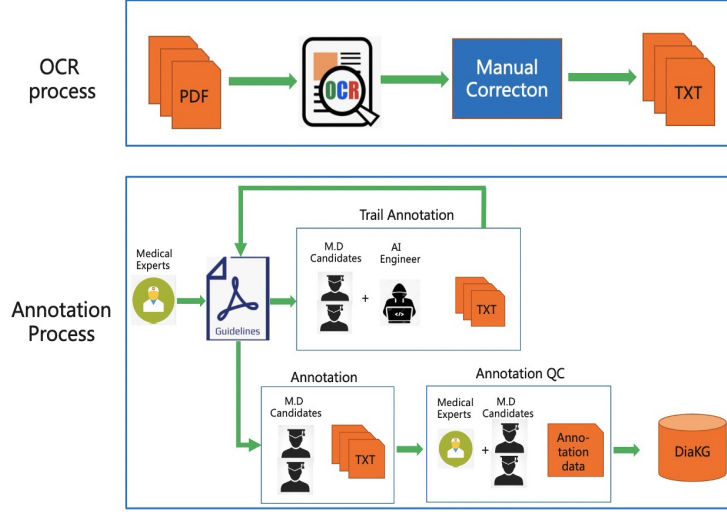 OCR
process
PDF
OCR
Manual
Correcton
TXT
Annotation
Process
Trail Annotation
Medical
Experts
Guidelines
M.D
Candidates
+
AI
Engineer
</>
TXT
Annotation
M.D
Candidates
TXT
Annotation QC
Medical
Experts
+
M.D
Candidates
Anno-
tation
data
DiaKG